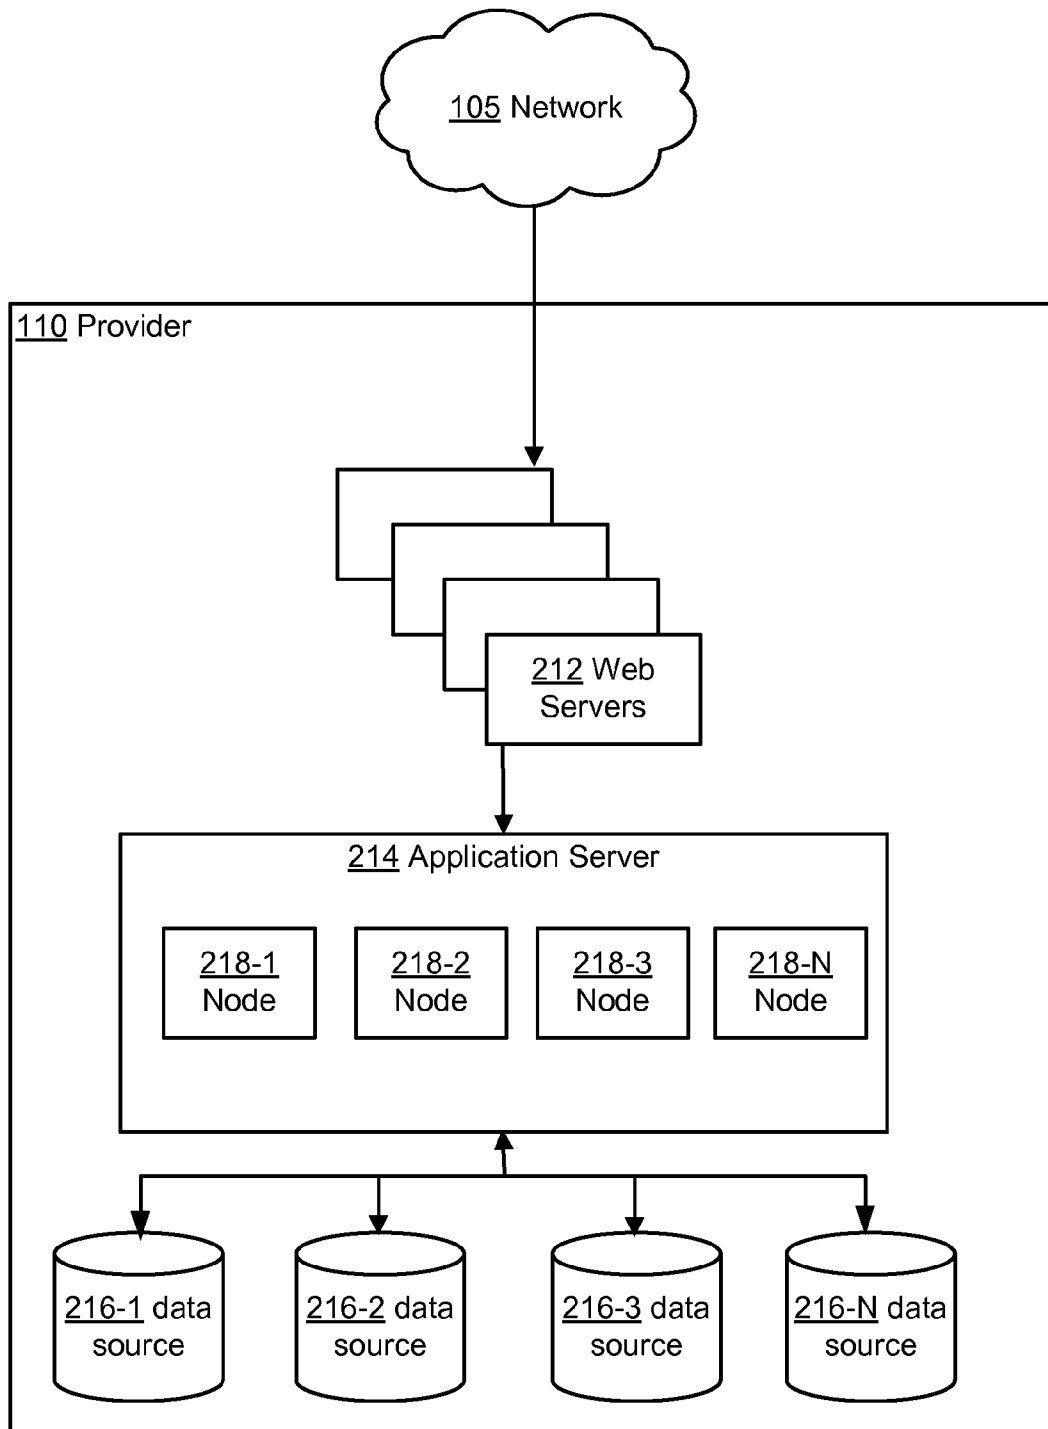 105 Network
110 Provider
212 Web
Servers
214 Application Server
218-1
Node
218-2
Node
218-3
Node
218-N
Node
216-1 data
source
216-2 data
source
216-3 data
source
216-N data
source